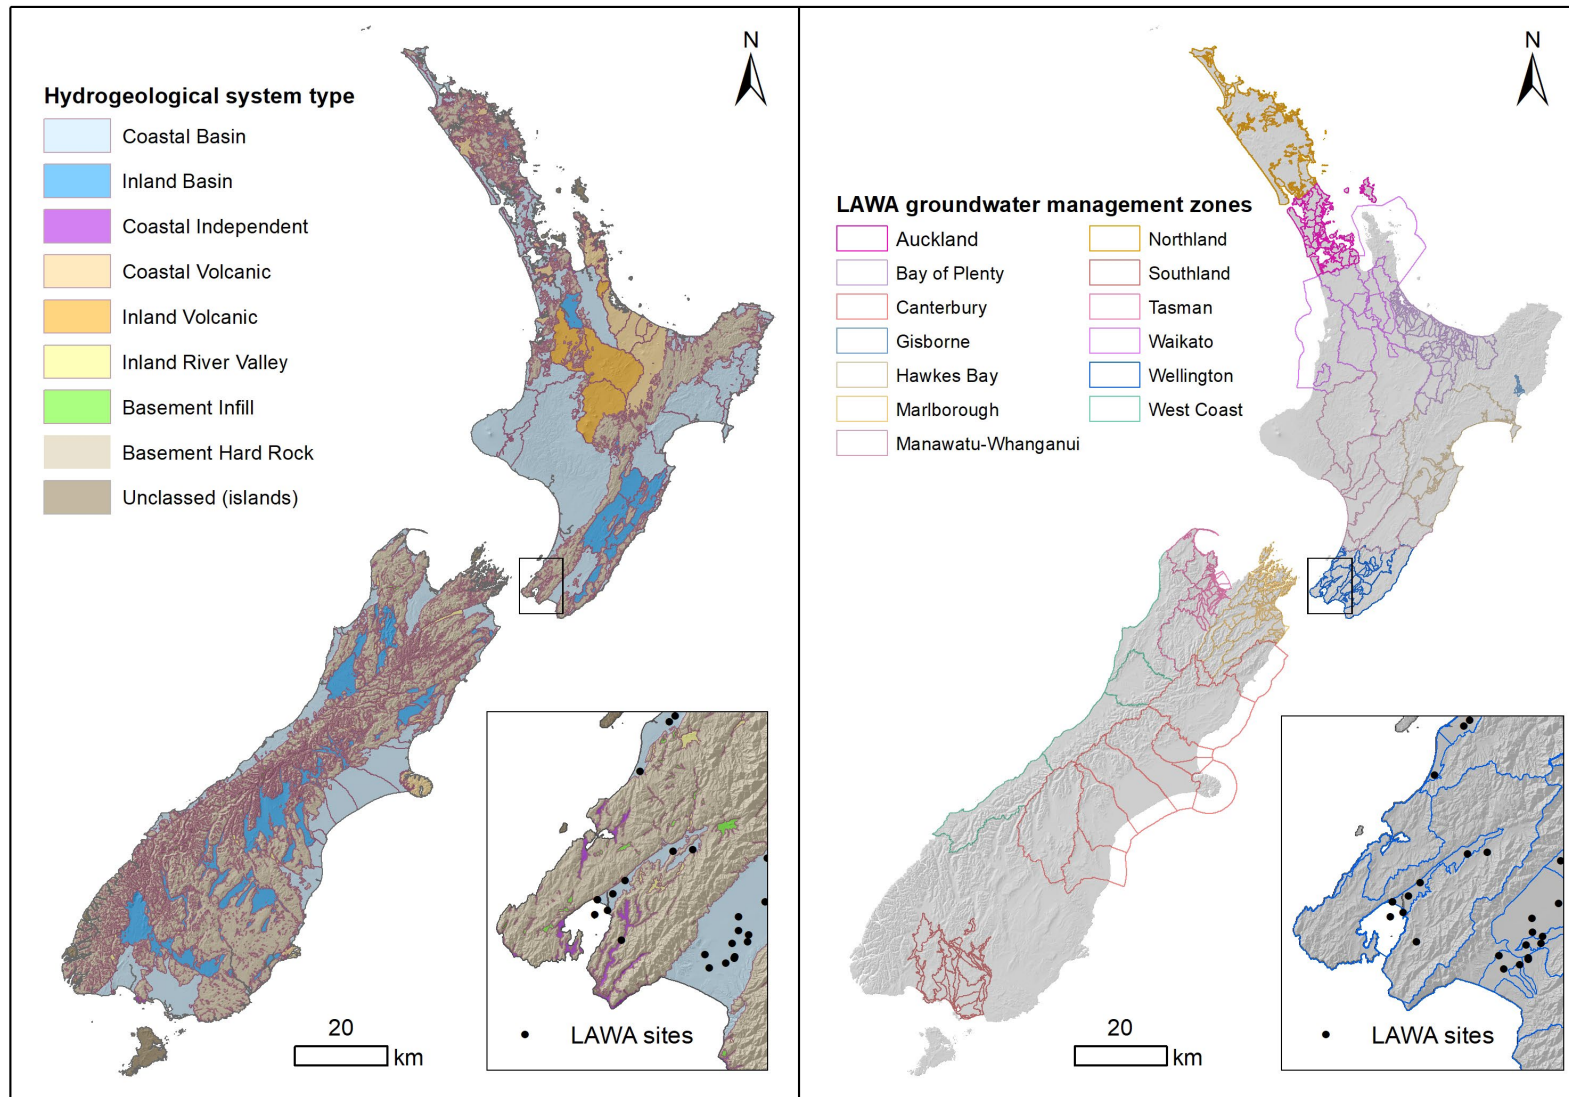 N
Hydrogeological system type
Coastal Basin
Inland Basin
Coastal Independent
Coastal Volcanic
Inland Volcanic
Inland River Valley
Basement Infill
Basement Hard Rock
Unclassed (islands)
20
km
LAWA sites
N
LAWA groundwater management zones
Auckland
Bay of Plenty
Canterbury
Gisborne
Hawkes Bay
Marlborough
Manawatu-Whanganui
Northland
Southland
Tasman
Waikato
Wellington
West Coast
20
km
LAWA sites